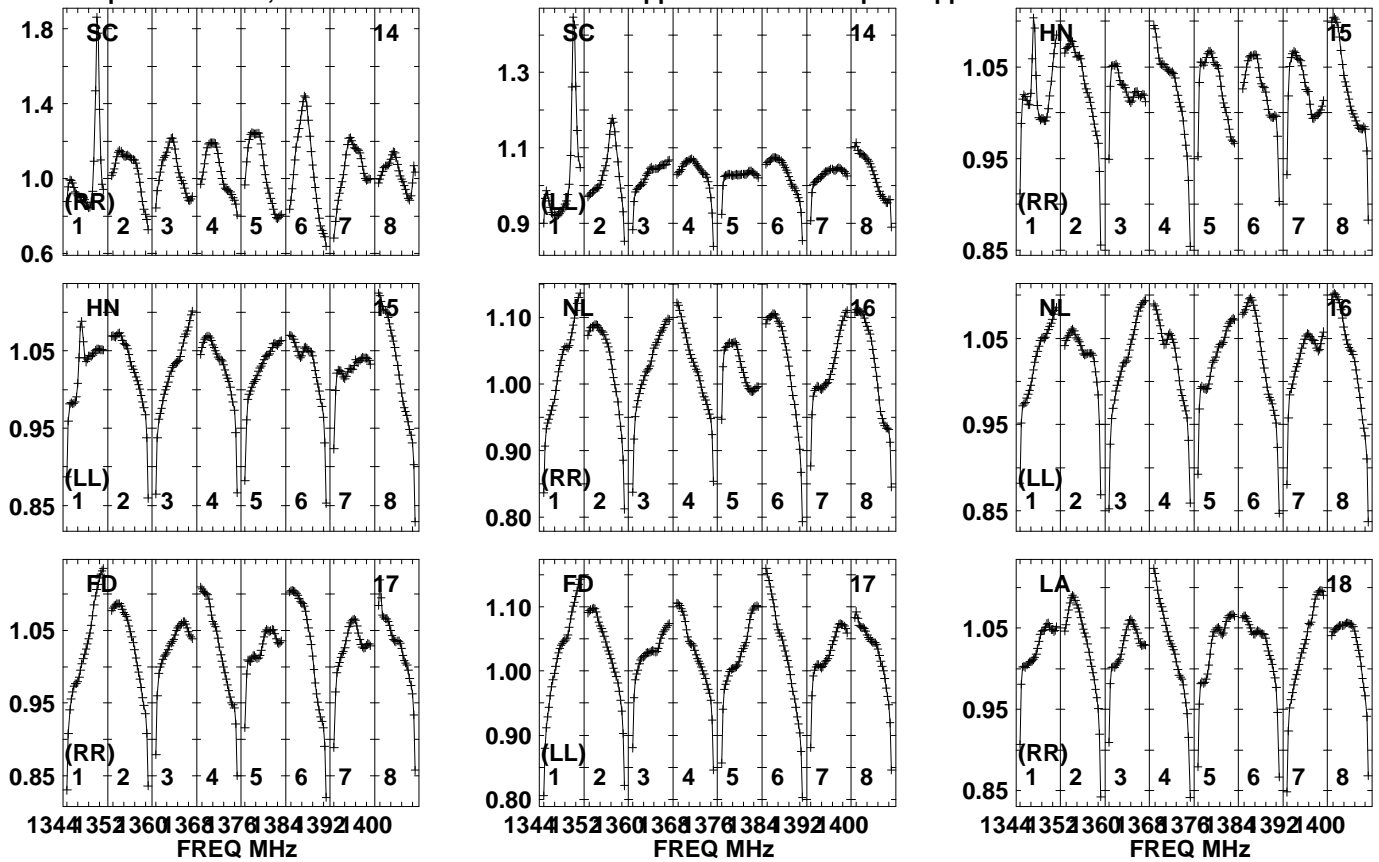 SC 14
1.8
1.4
1.0
0.6
(RR)
1 2 3 4 5 6 7 8
SC 14
1.3
1.1
0.9
(LL)
1 2 3 4 5 6 7 8
HN 15
1.05
0.95
0.85
(RR)
1 2 3 4 5 6 7 8
HN 15
1.05
0.95
0.85
(LL)
1 2 3 4 5 6 7 8
NL 16
1.10
1.00
0.90
0.80
(RR)
1 2 3 4 5 6 7 8
NL 16
1.05
0.95
0.85
(LL)
1 2 3 4 5 6 7 8
FD 17
1.05
0.95
0.85
(RR)
1 2 3 4 5 6 7 8
1344 1352 1360 1368 1376 1384 1392 1400
FREQ MHz
FD 17
1.10
1.00
0.90
0.80
(LL)
1 2 3 4 5 6 7 8
1344 1352 1360 1368 1376 1384 1392 1400
FREQ MHz
LA 18
1.05
0.95
0.85
(RR)
1 2 3 4 5 6 7 8
1344 1352 1360 1368 1376 1384 1392 1400
FREQ MHz